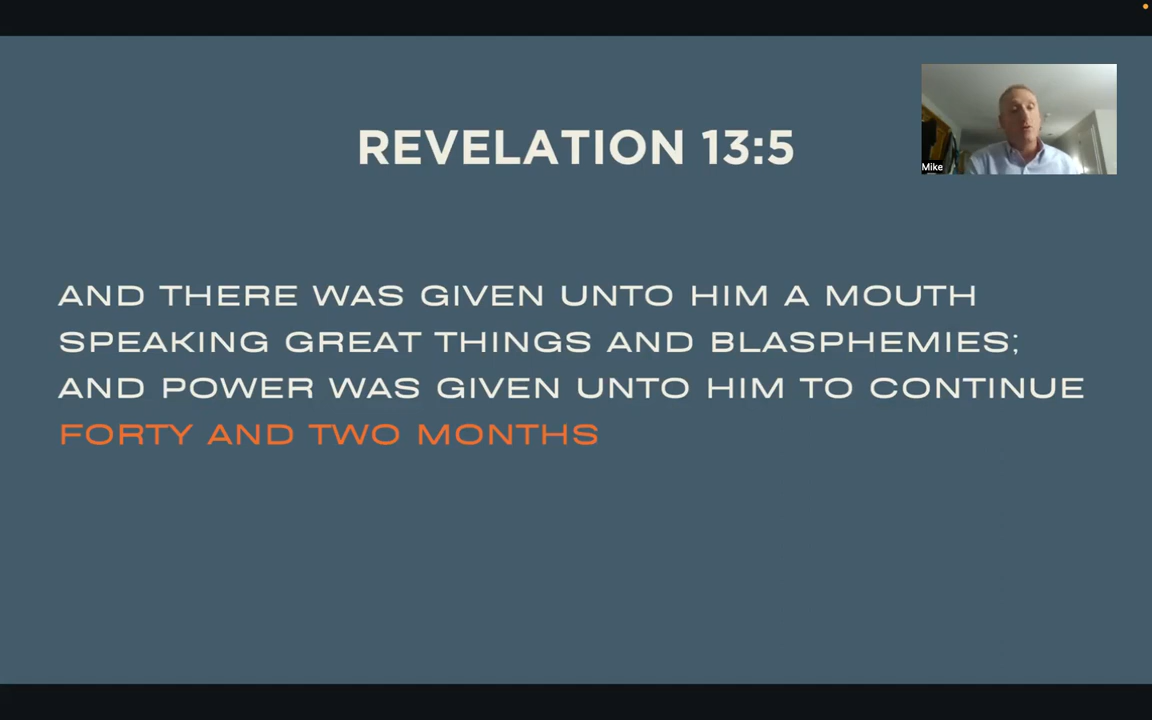 REVELATION 13:5
Mike
AND THERE WAS GIVEN UNTO HIM A MOUTH
SPEAKING GREAT THINGS AND BLASPHEMIES;
AND POWER WAS GIVEN UNTO HIM TO CONTINUE
FORTY AND TWO MONTHS